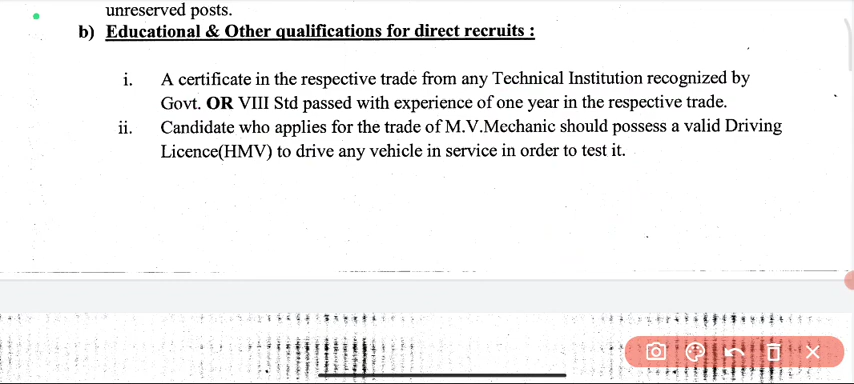 unreserved posts.
b) Educational & Other qualifications for direct recruits :
i. A certificate in the respective trade from any Technical Institution recognized by
Govt. OR VIII Std passed with experience of one year in the respective trade.
ii. Candidate who applies for the trade of M.V.Mechanic should possess a valid Driving
Licence(HMV) to drive any vehicle in service in order to test it.